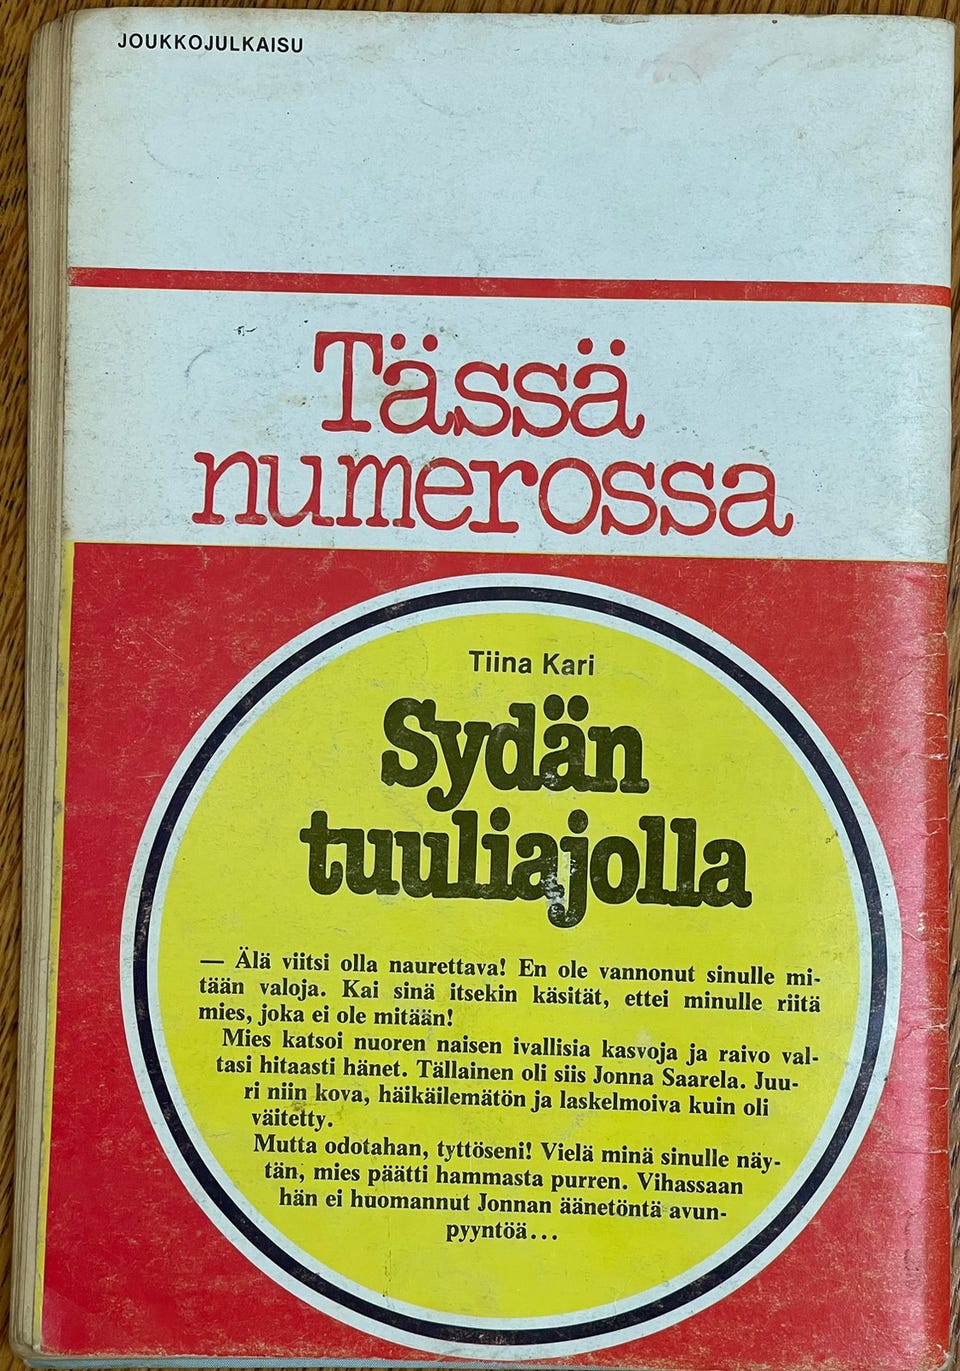 JOUKKOJULKAISU
Tässä
numerossa
Tiina Kari
Sydän
tuuliajolla
— Älä viitsi olla naurettava! En ole vannonut sinulle mi-
tään valoja. Kai sinä itsekin käsität, ettei minulle riitä
mies, joka ei ole mitään!
Mies katsoi nuoren naisen ivallisia kasvoja ja raivo val-
tasi hitaasti hänet. Tällainen oli siis Jonna Saarela. Juu-
ri niin kova, häikäilemätön ja laskelmoiva kuin oli
väitetty.
Mutta odotahan, tyttöseni! Vielä minä sinulle näy-
tän, mies päätti hammasta purren. Vihassaan
hän ei huomannut Jonnan äänetöntä avun-
pyyntöä...